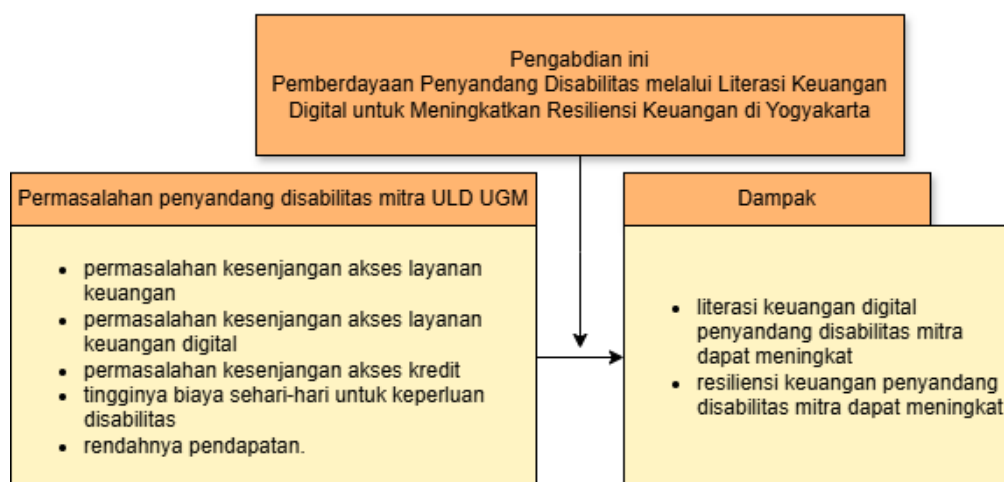 Pengabdian ini
Pemberdayaan Penyandang Disabilitas melalui Literasi Keuangan
Digital untuk Meningkatkan Resiliensi Keuangan di Yogyakarta
Permasalahan penyandang disabilitas mitra ULD UGM
• permasalahan kesenjangan akses layanan
keuangan
• permasalahan kesenjangan akses layanan
keuangan digital
• permasalahan kesenjangan akses kredit
• tingginya biaya sehari-hari untuk keperluan
disabilitas
• rendahnya pendapatan.
Dampak
• literasi keuangan digital
penyandang disabilitas mitra
dapat meningkat
• resiliensi keuangan penyandang
disabilitas mitra dapat meningkat